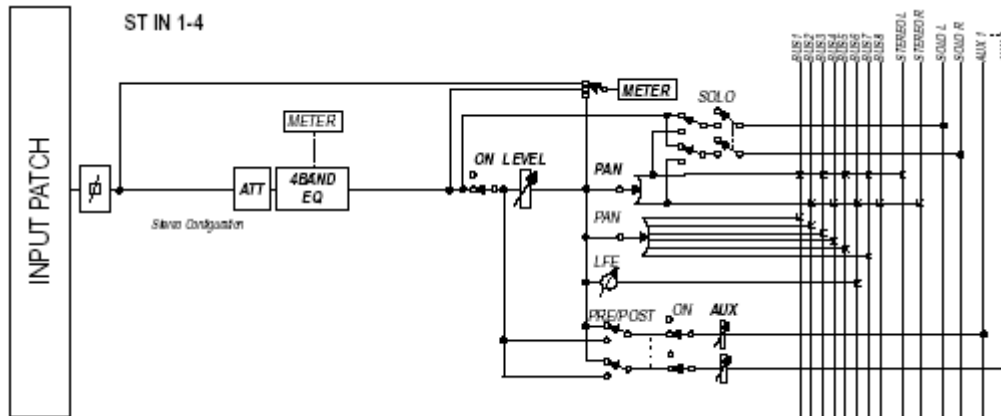 ST IN 1-4
BUS1
BUS2
BUS3
BUS4
BUS5
BUS6
BUS7
BUS8
STEREO L
STEREO R
SOLO L
SOLO R
AUX 1
METER
SOLO
METER
ON LEVEL
PAN
INPUT PATCH
ATT
4BAND
EQ
Stereo Configuration
PAN
LFE
PRE/POST
ON
AUX